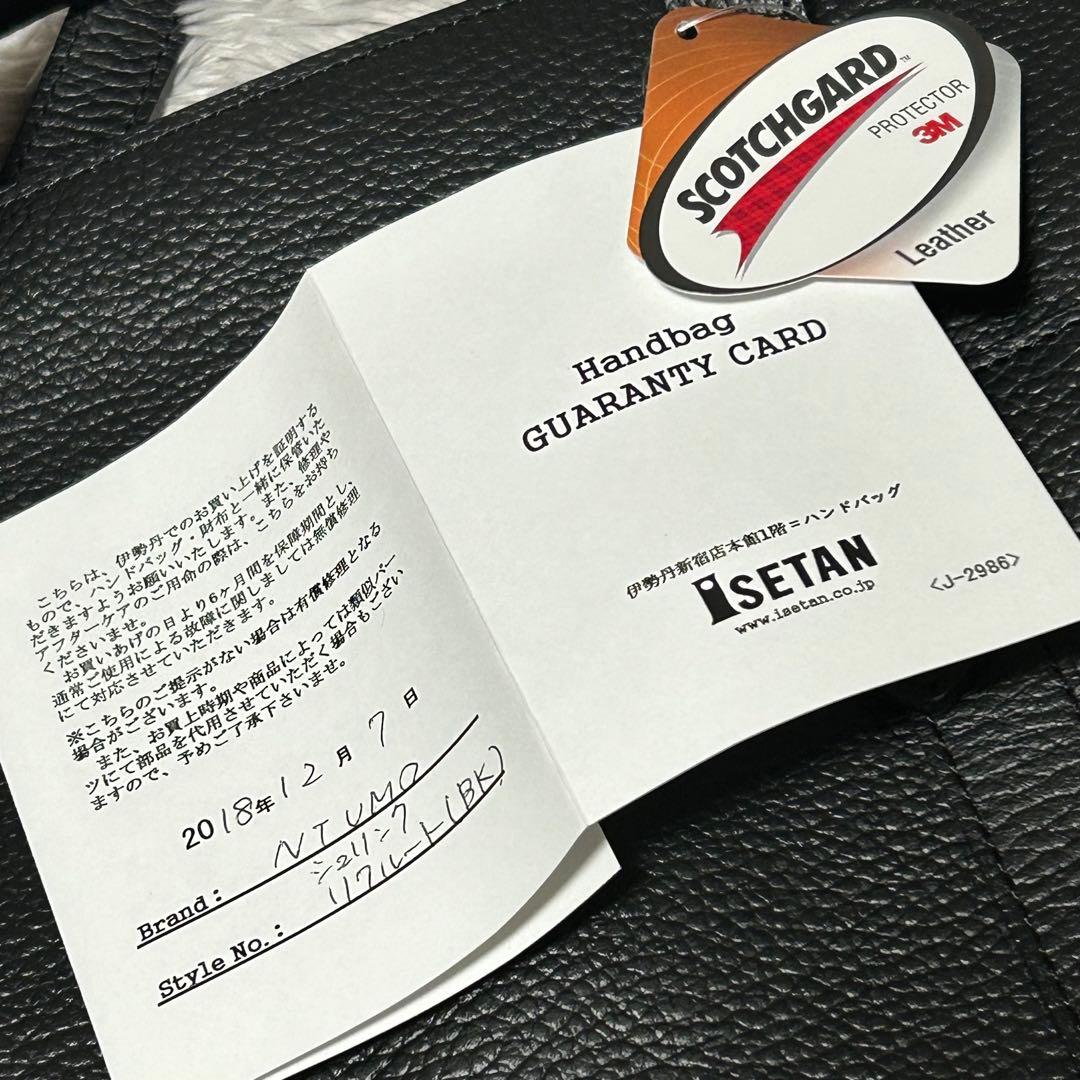 こちらは、伊勢丹でのお買い上げを証明する
もので、ハンドバッグ・財布と一緒に保管いた
だきますようお願いいたします。また、修理や
アフターケアのご用命の際は、こちらをお持ち
くださいませ。
お買いあげの日より6ヶ月間を保障期間とし、
通常ご使用による故障に関しましては無償修理
にて対応させていただきます。
※こちらのご提示がない場合は有償修理となる
場合がございます。
また、お買上時期や商品によっては類似パー
ツにて部品を代用させていただく場合もござい
ますので、予めご了承下さいませ。
2018年12月7日
Brand: NTUMO
シュリンク
Style No.: リクルート(BK)
Handbag
GUARANTY CARD
伊勢丹新宿店本館1階=ハンドバッグ
ISETAN
www.isetan.co.jp
〈J-2986〉
SCOTCHGARD™
PROTECTOR
3M
Leather